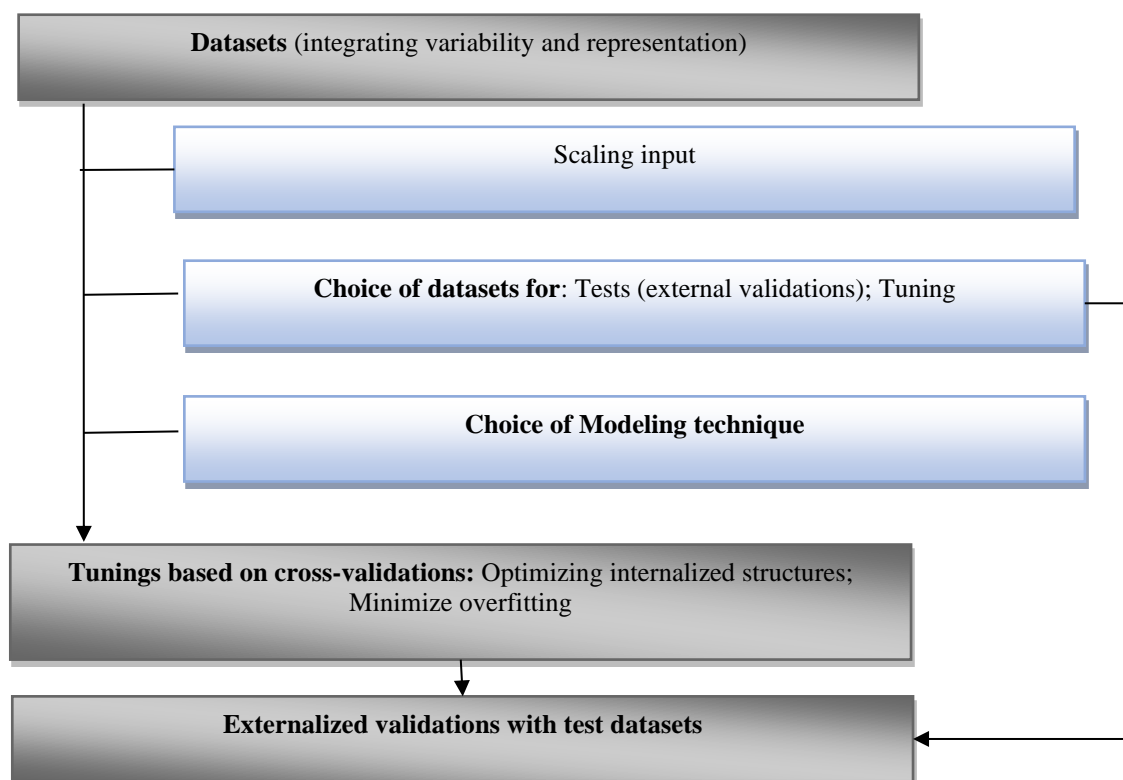 Datasets (integrating variability and representation)
Scaling input
Choice of datasets for: Tests (external validations); Tuning
Choice of Modeling technique
Tunings based on cross-validations: Optimizing internalized structures;
Minimize overfitting
Externalized validations with test datasets